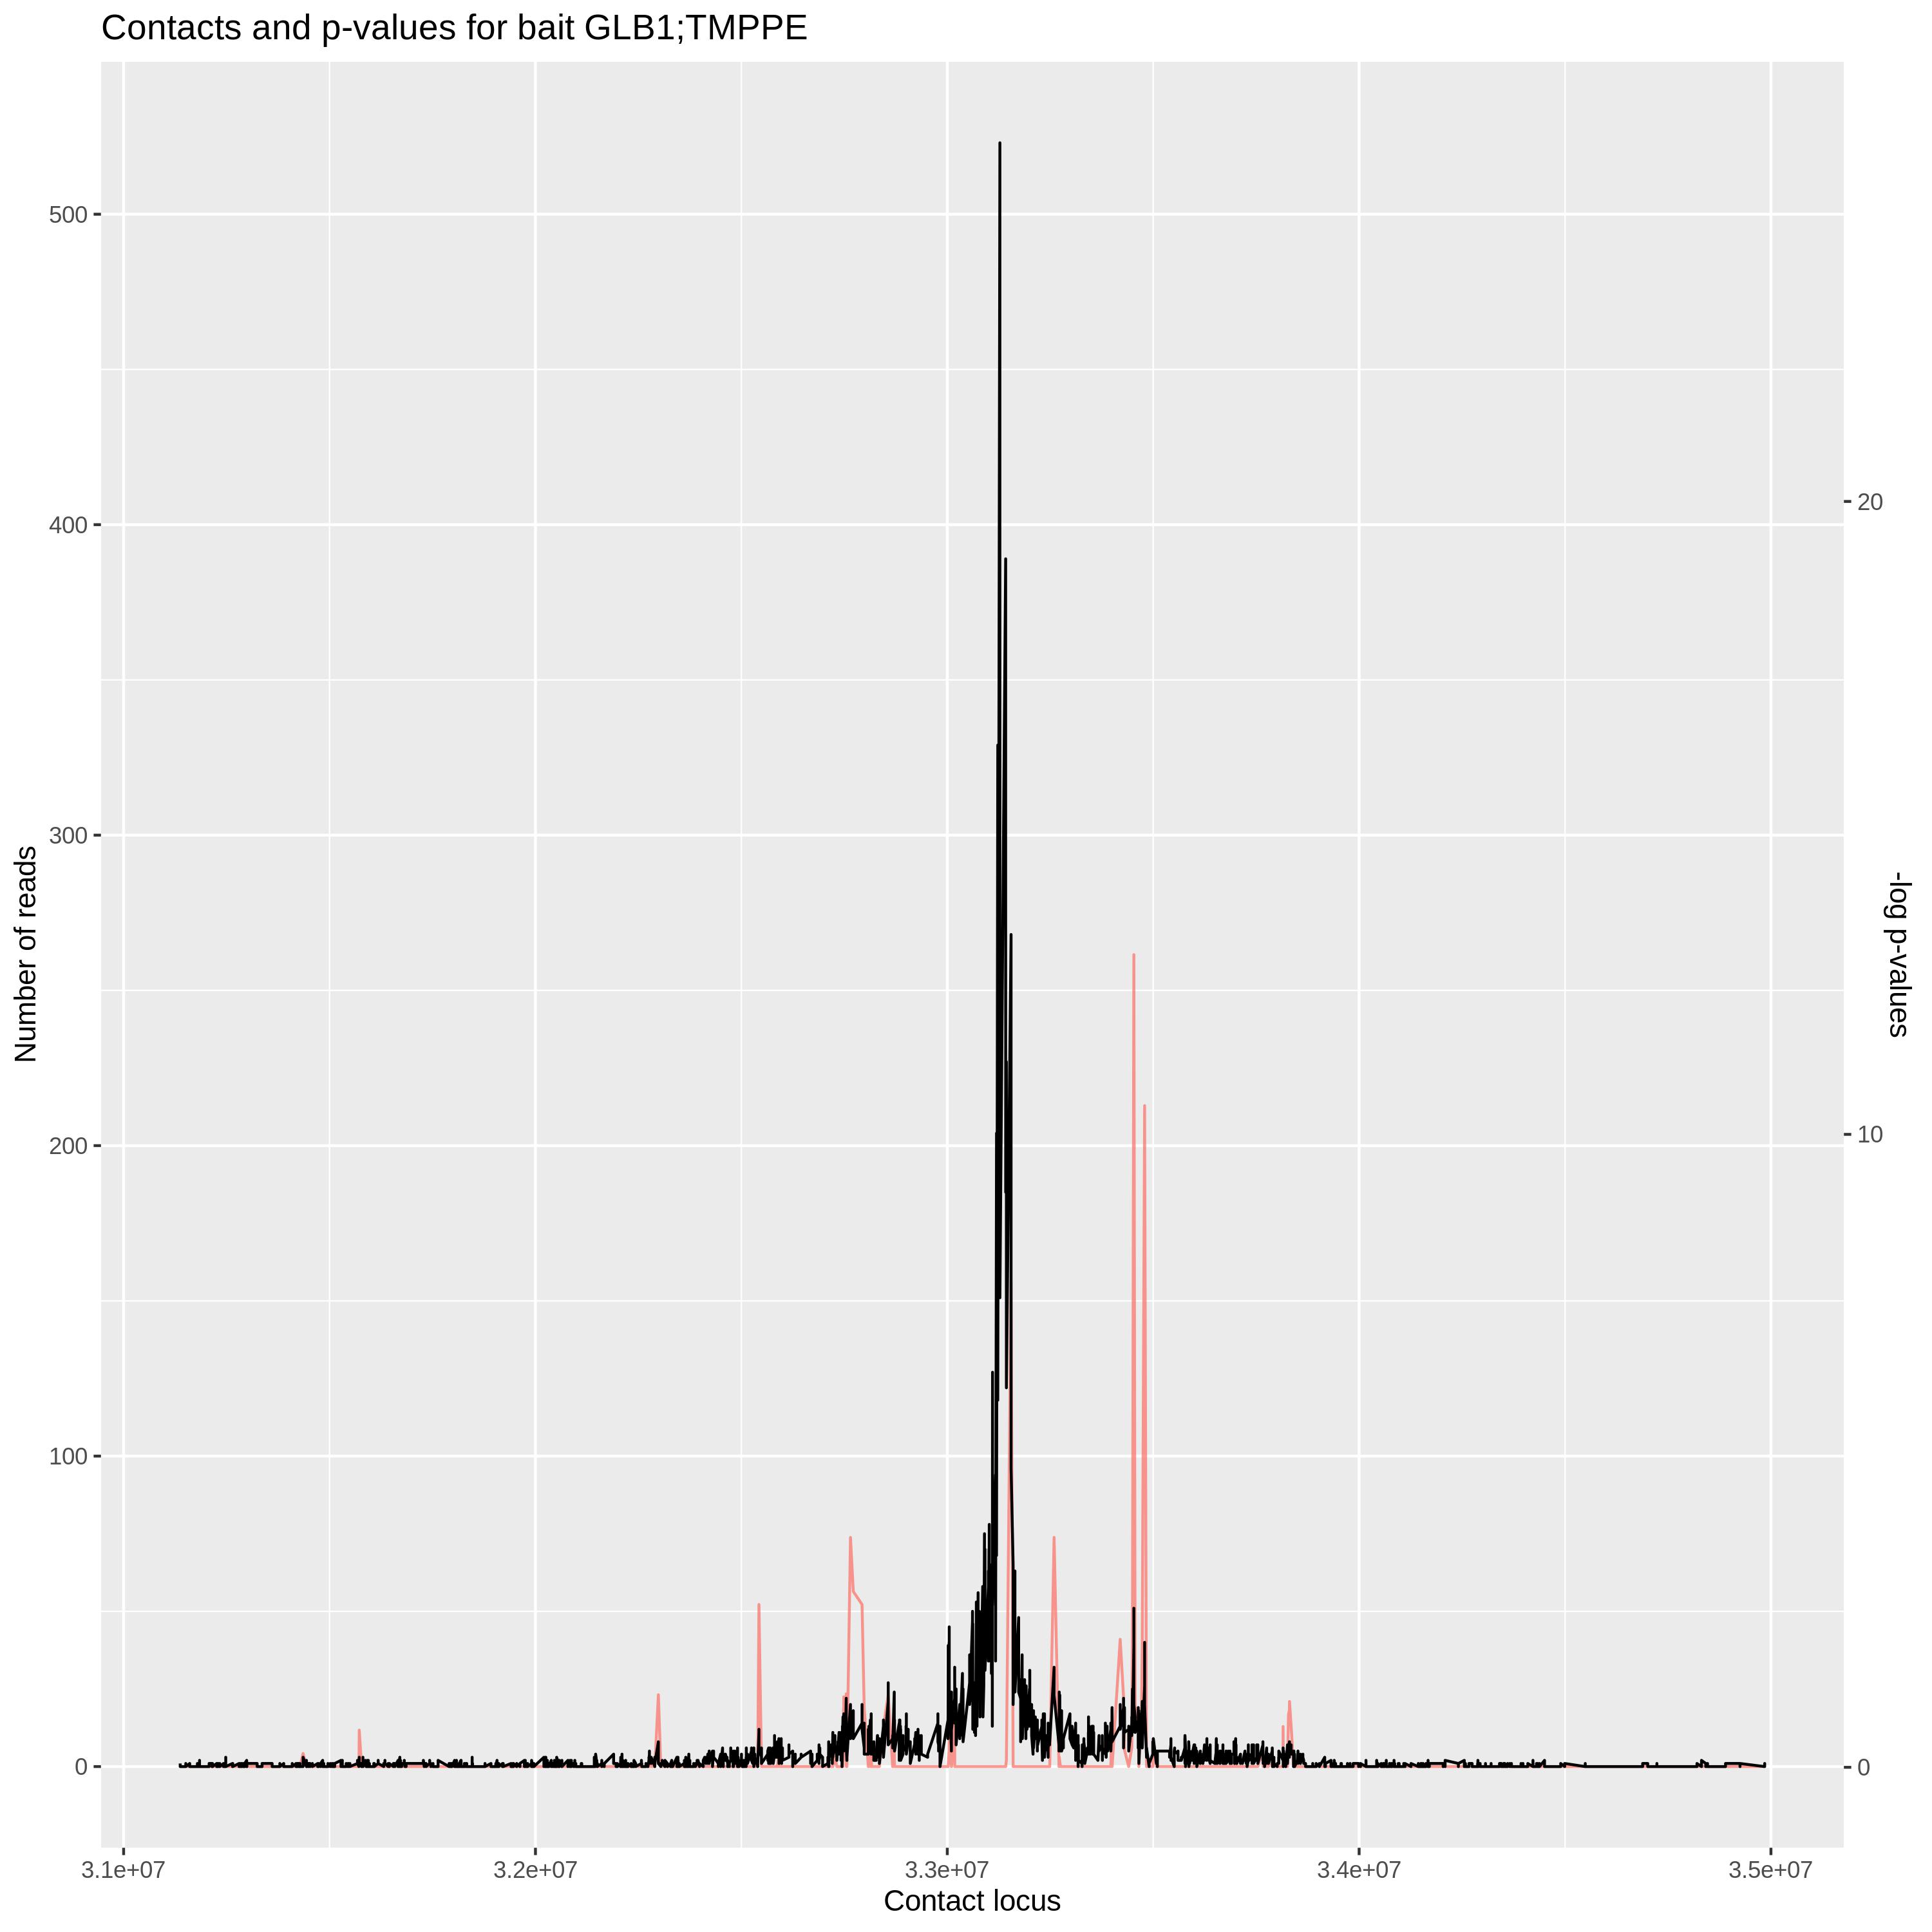 Contacts and p-values for bait GLB1;TMPPE
500
400
300
200
100
0
Number of reads
20
10
0
-log p-values
3.1e+07
3.2e+07
3.3e+07
3.4e+07
3.5e+07
Contact locus